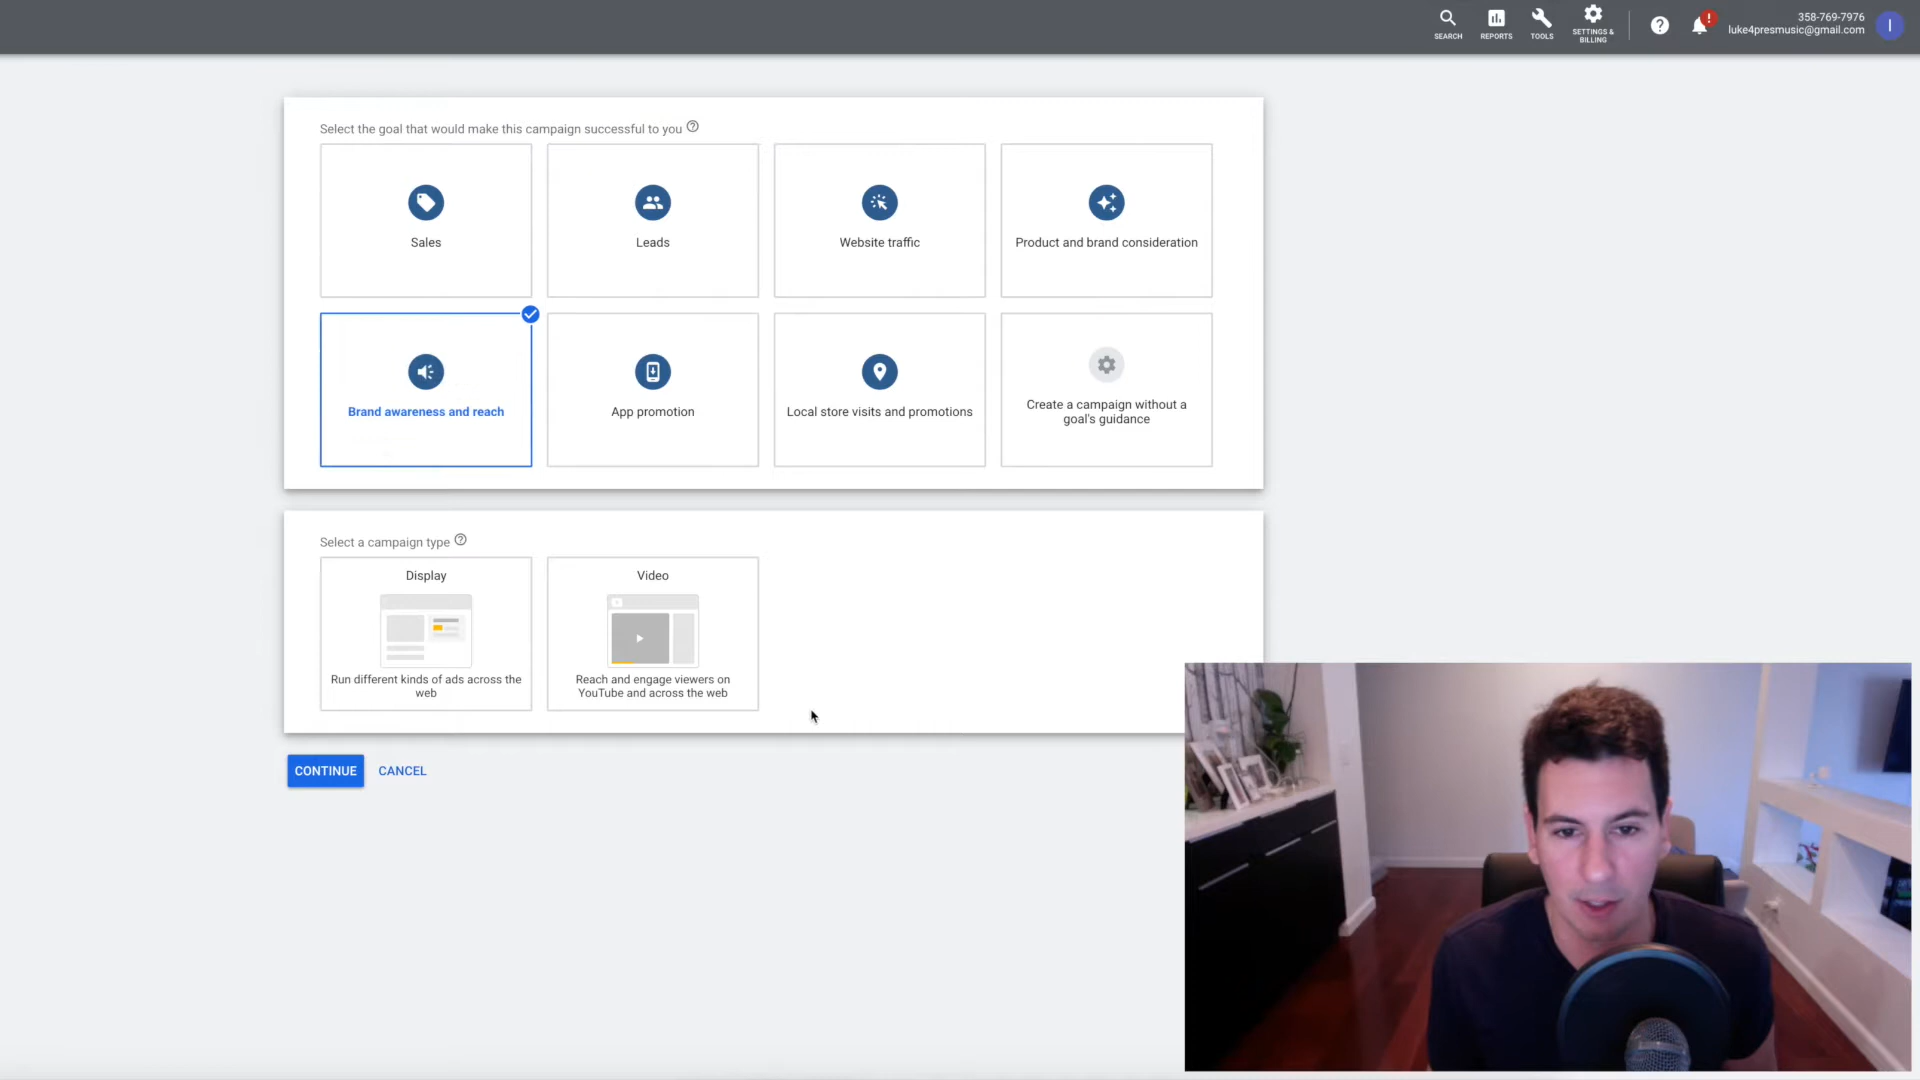 SEARCH
REPORTS
TOOLS
SETTINGS &
BILLING
358-769-7976
luke4presmusic@gmail.com
Select the goal that would make this campaign successful to you
Sales
Leads
Website traffic
Product and brand consideration
Brand awareness and reach
App promotion
Local store visits and promotions
Create a campaign without a
goal's guidance
Select a campaign type
Display
Run different kinds of ads across the
web
Video
Reach and engage viewers on
YouTube and across the web
CONTINUE
CANCEL